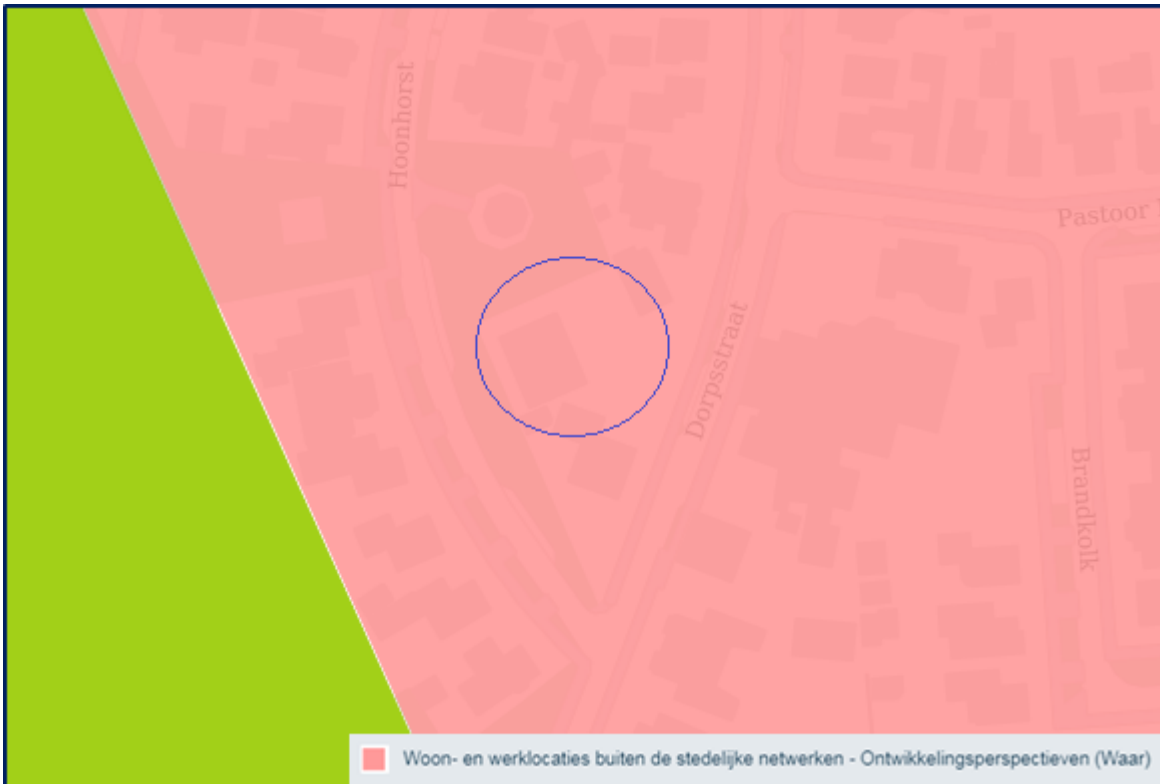 Hoonhorst
Pastoor
Dorpsstraat
Brandkolk
Woon- en werklocaties buiten de stedelijke netwerken - Ontwikkelingsperspectieven (Waar)